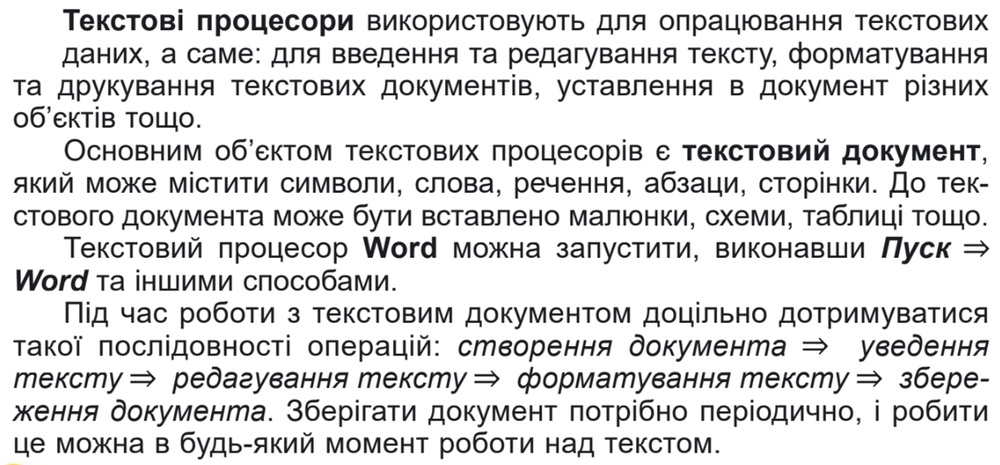 Текстові процесори використовують для опрацювання текстових
даних, а саме: для введення та редагування тексту, форматування
та друкування текстових документів, уставлення в документ різних
об’єктів тощо.
Основним об’єктом текстових процесорів є текстовий документ,
який може містити символи, слова, речення, абзаци, сторінки. До тек-
стового документа може бути вставлено малюнки, схеми, таблиці тощо.
Текстовий процесор Word можна запустити, виконавши Пуск ⇒
Word та іншими способами.
Під час роботи з текстовим документом доцільно дотримуватися
такої послідовності операцій: створення документа ⇒ уведення
тексту ⇒ редагування тексту ⇒ форматування тексту ⇒ збере-
ження документа. Зберігати документ потрібно періодично, і робити
це можна в будь-який момент роботи над текстом.